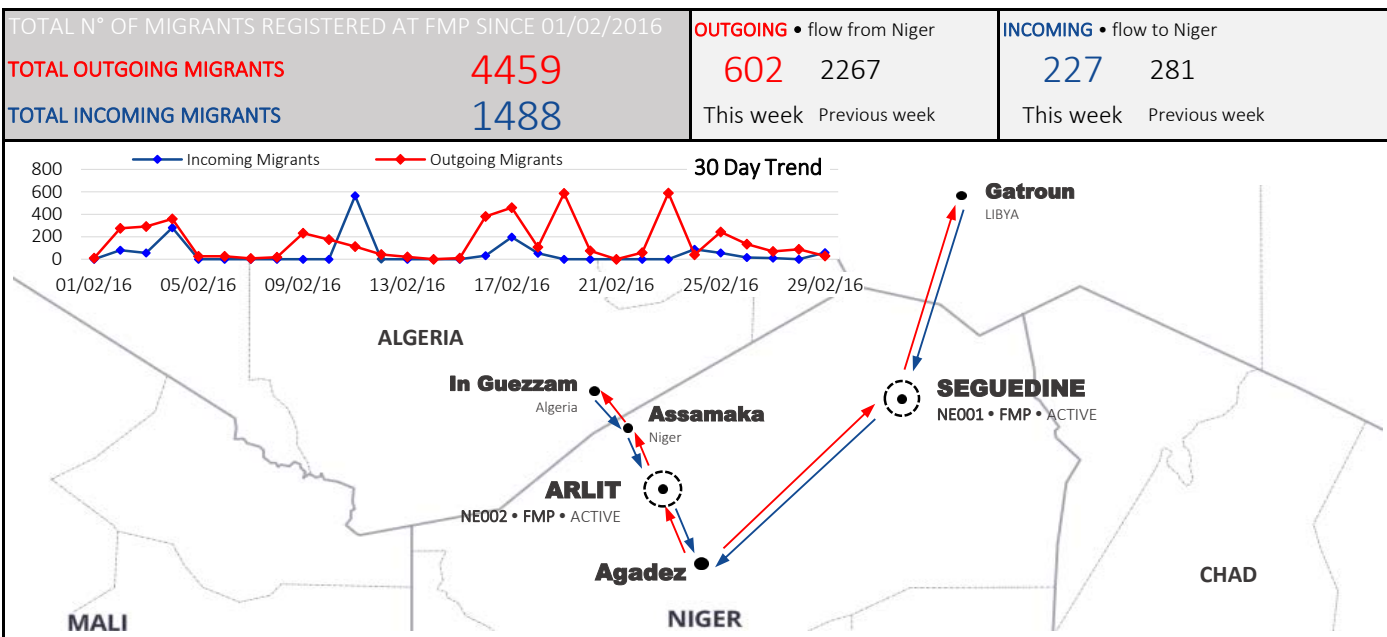 TOTAL N° OF MIGRANTS REGISTERED AT FMP SINCE 01/02/2016
TOTAL OUTGOING MIGRANTS 4459
TOTAL INCOMING MIGRANTS 1488
OUTGOING • flow from Niger
602 2267
This week Previous week
INCOMING • flow to Niger
227 281
This week Previous week
Incoming Migrants Outgoing Migrants
30 Day Trend
800
600
400
200
0
01/02/16 05/02/16 09/02/16 13/02/16 17/02/16 21/02/16 25/02/16 29/02/16
Gatroun
LIBYA
ALGERIA
In Guezzam
Algeria
Assamaka
Niger
SEGUEDINE
NE001 • FMP • ACTIVE
ARLIT
NE002 • FMP • ACTIVE
Agadez
CHAD
MALI
NIGER